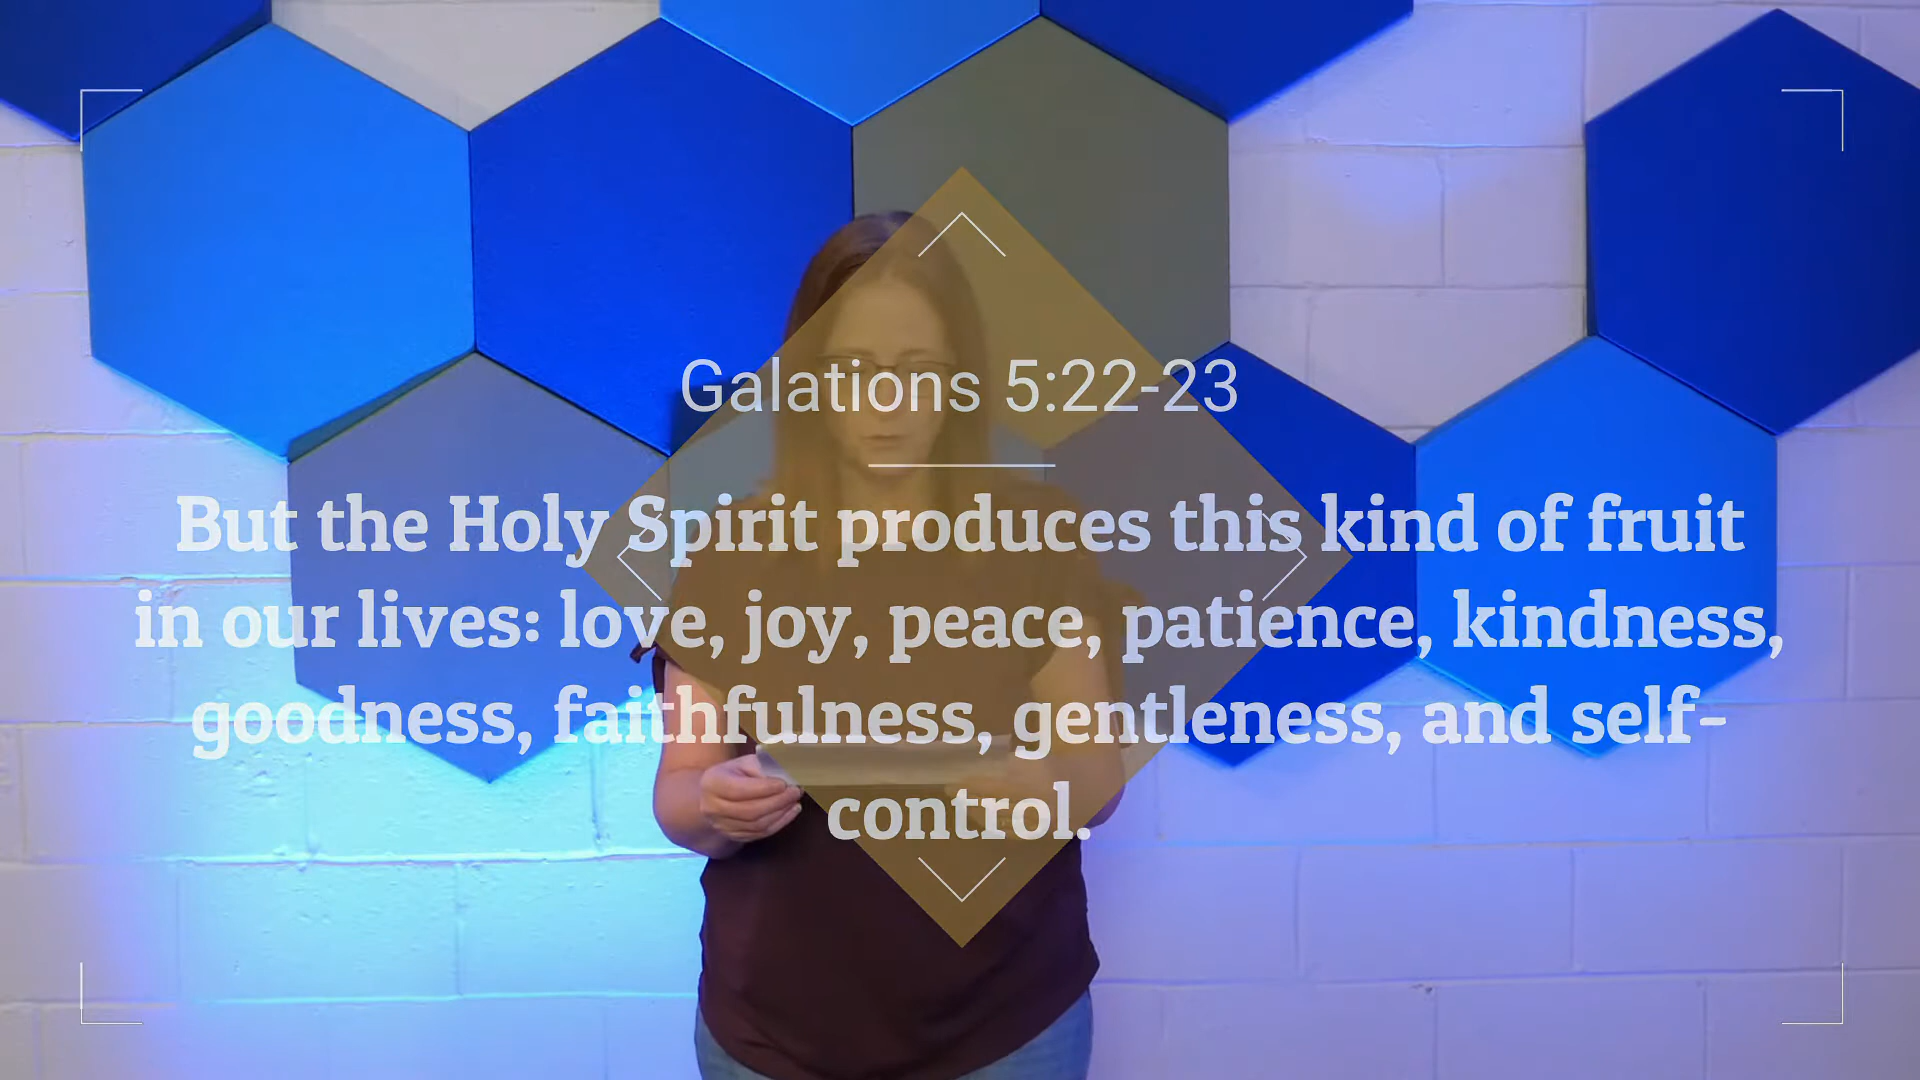 Galations 5:22-23
But the Holy Spirit produces this kind of fruit
in our lives: love, joy, peace, patience, kindness,
goodness, faithfulness, gentleness, and self-
control.